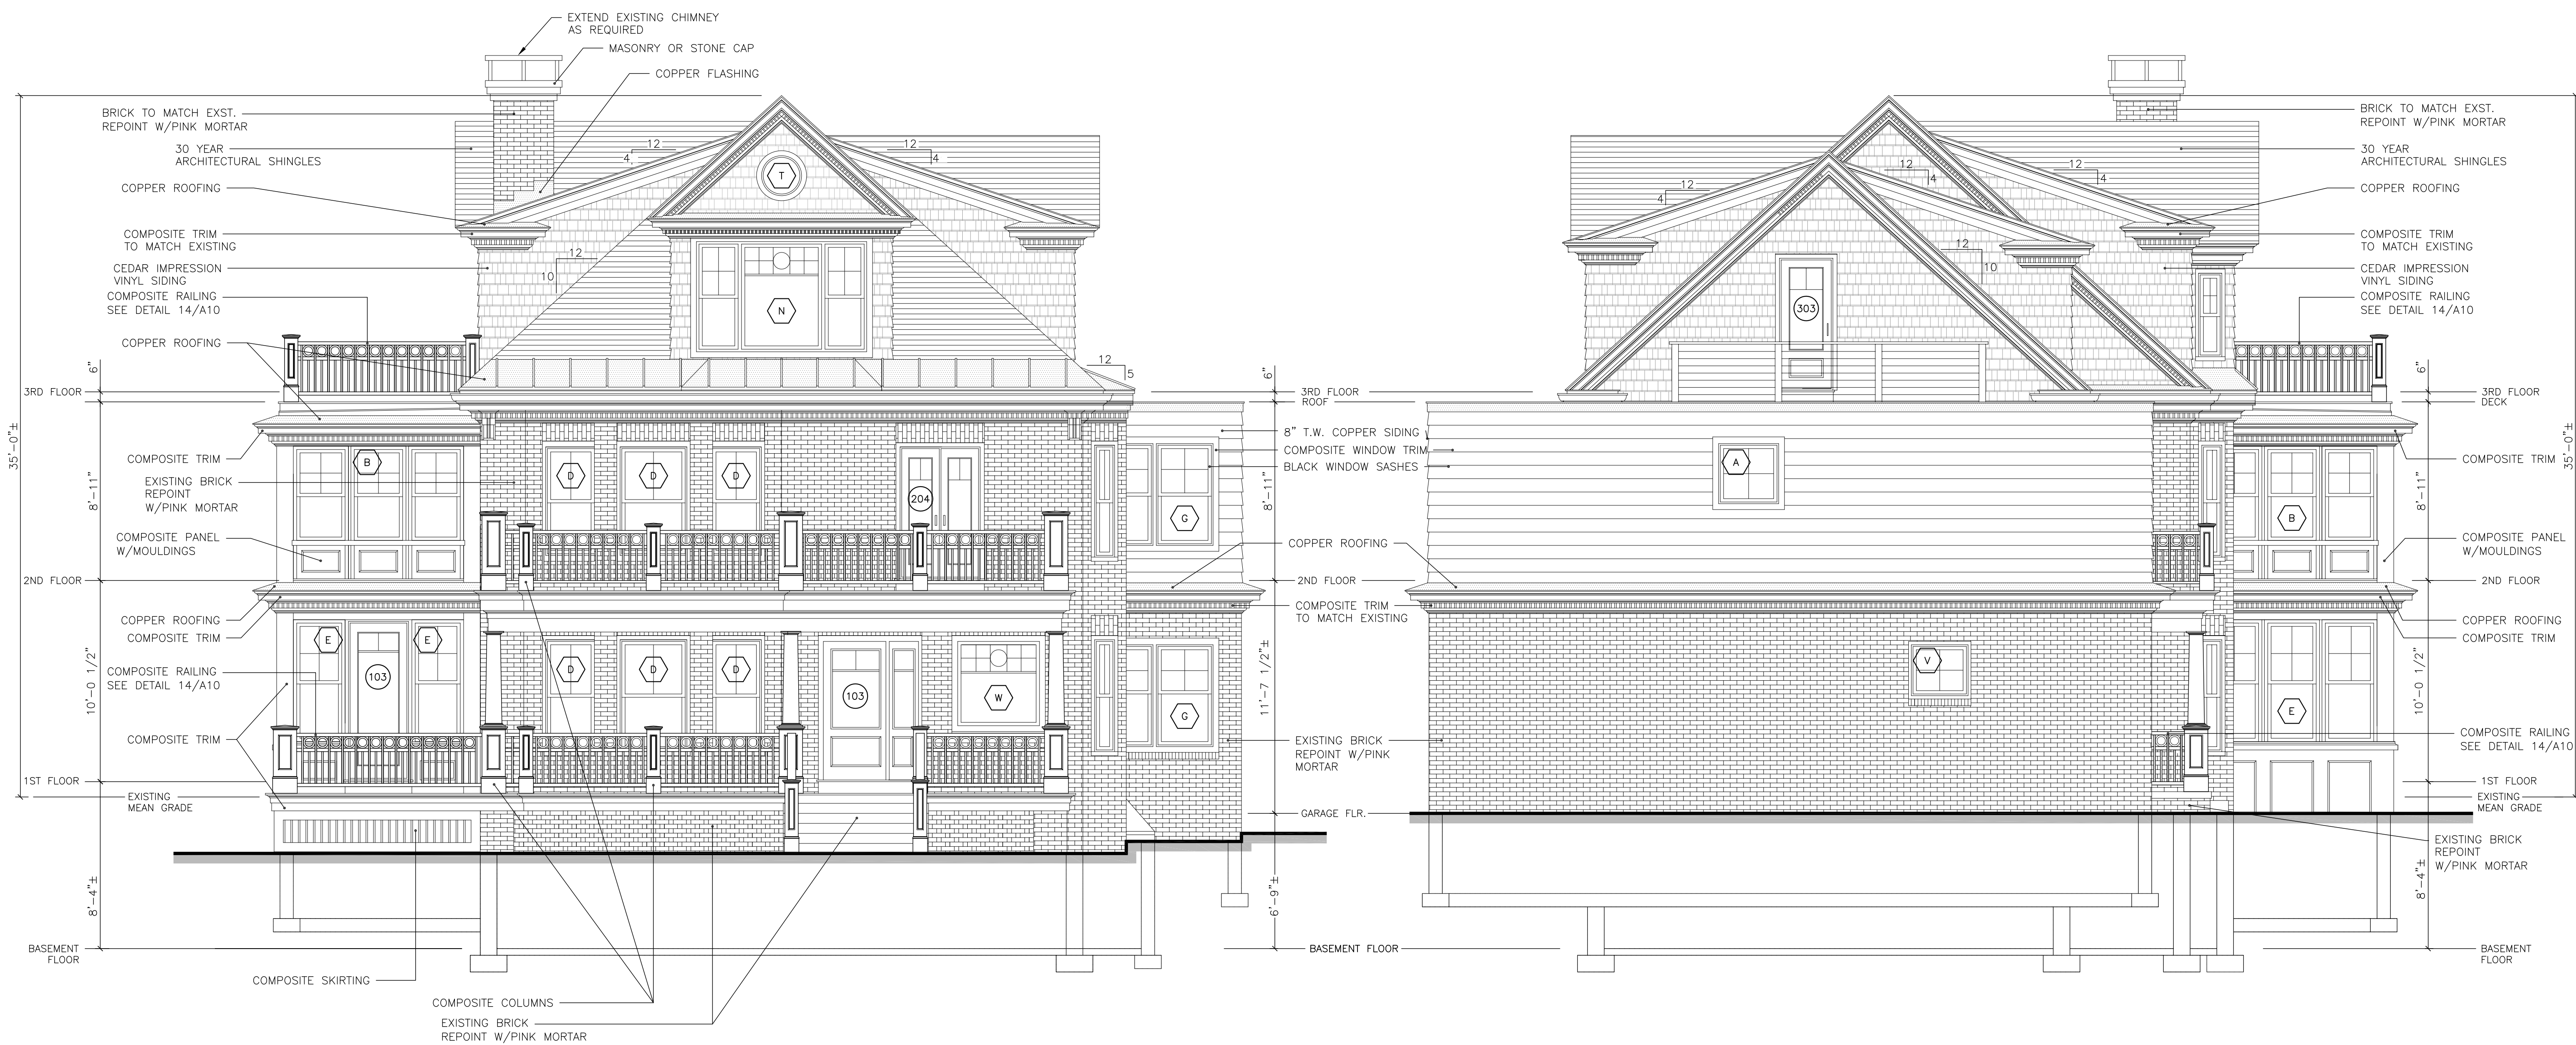 EXTEND EXISTING CHIMNEY
AS REQUIRED
MASONRY OR STONE CAP
COPPER FLASHING
BRICK TO MATCH EXST.
REPOINT W/PINK MORTAR
30 YEAR
ARCHITECTURAL SHINGLES
COPPER ROOFING
COMPOSITE TRIM
TO MATCH EXISTING
CEDAR IMPRESSION
VINYL SIDING
COMPOSITE RAILING
SEE DETAIL 14/A10
COPPER ROOFING
6"
3RD FLOOR
35'-0"±
COMPOSITE TRIM
EXISTING BRICK
REPOINT
W/PINK MORTAR
8'-11"
COMPOSITE PANEL
W/MOULDINGS
2ND FLOOR
COPPER ROOFING
COMPOSITE TRIM
COMPOSITE RAILING
SEE DETAIL 14/A10
10'-0 1/2"
COMPOSITE TRIM
1ST FLOOR
EXISTING
MEAN GRADE
8'-4"±
BASEMENT
FLOOR
COMPOSITE SKIRTING
COMPOSITE COLUMNS
EXISTING BRICK
REPOINT W/PINK MORTAR
12
4
12
4
T
12
10
N
12
5
B
D
D
D
204
G
E
E
103
D
D
D
103
W
G
6"
3RD FLOOR
ROOF
8" T.W. COPPER SIDING
COMPOSITE WINDOW TRIM
BLACK WINDOW SASHES
8'-11"
COPPER ROOFING
2ND FLOOR
COMPOSITE TRIM
TO MATCH EXISTING
11'-7 1/2"±
EXISTING BRICK
REPOINT W/PINK
MORTAR
GARAGE FLR.
6'-9"±
BASEMENT FLOOR
12
4
12
4
12
4
12
10
303
A
B
V
E
BRICK TO MATCH EXST.
REPOINT W/PINK MORTAR
30 YEAR
ARCHITECTURAL SHINGLES
COPPER ROOFING
COMPOSITE TRIM
TO MATCH EXISTING
CEDAR IMPRESSION
VINYL SIDING
COMPOSITE RAILING
SEE DETAIL 14/A10
6"
3RD FLOOR
DECK
35'-0"±
COMPOSITE TRIM
8'-11"
COMPOSITE PANEL
W/MOULDINGS
2ND FLOOR
COPPER ROOFING
COMPOSITE TRIM
10'-0 1/2"
COMPOSITE RAILING
SEE DETAIL 14/A10
1ST FLOOR
EXISTING
MEAN GRADE
EXISTING BRICK
REPOINT
W/PINK MORTAR
8'-4"±
BASEMENT
FLOOR